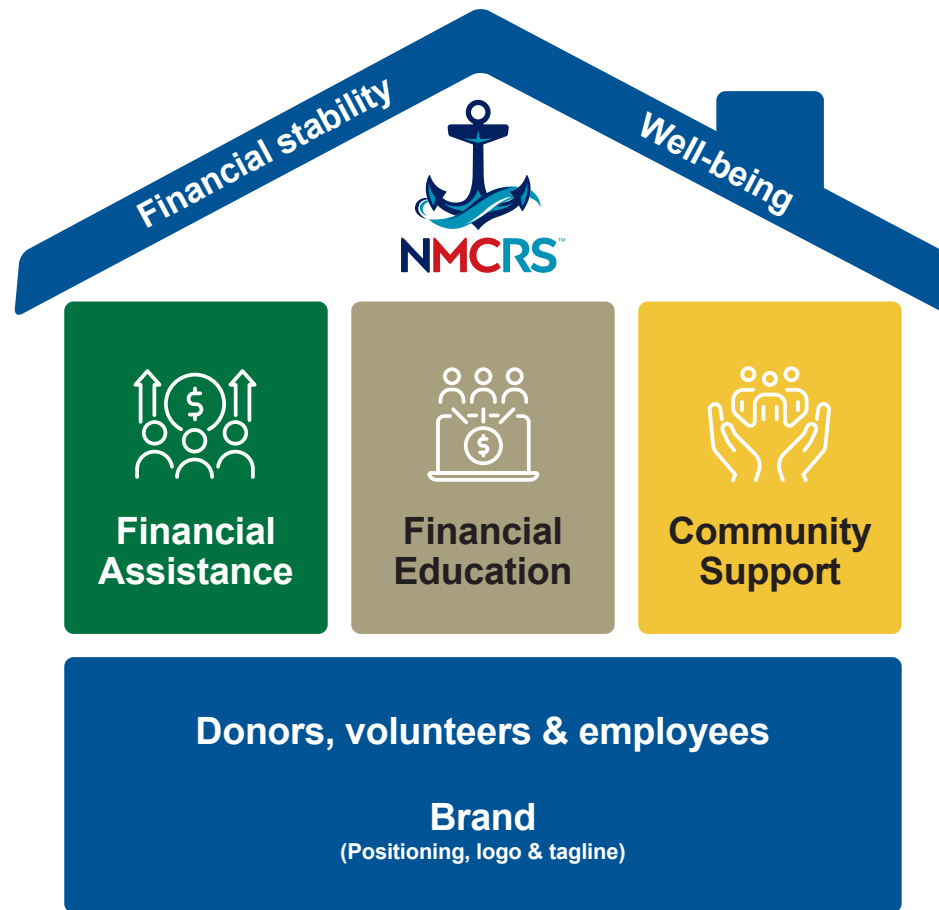 Financial stability
Well-being
NMCRS™
$
Financial
Assistance
$
Financial
Education
Community
Support
Donors, volunteers & employees
Brand
(Positioning, logo & tagline)